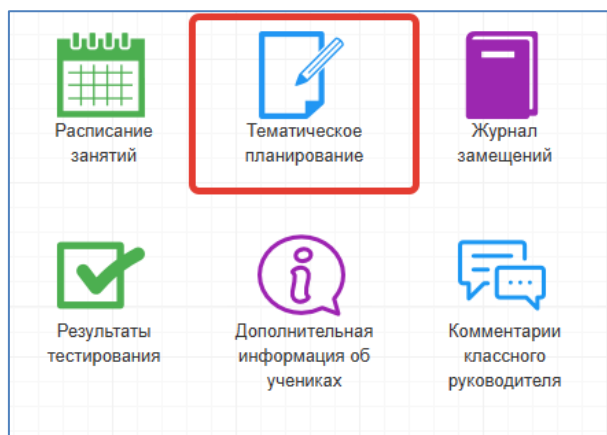 Расписание
занятий
Тематическое
планирование
Журнал
замещений
Результаты
тестирования
Дополнительная
информация об
учениках
Комментарии
классного
руководителя